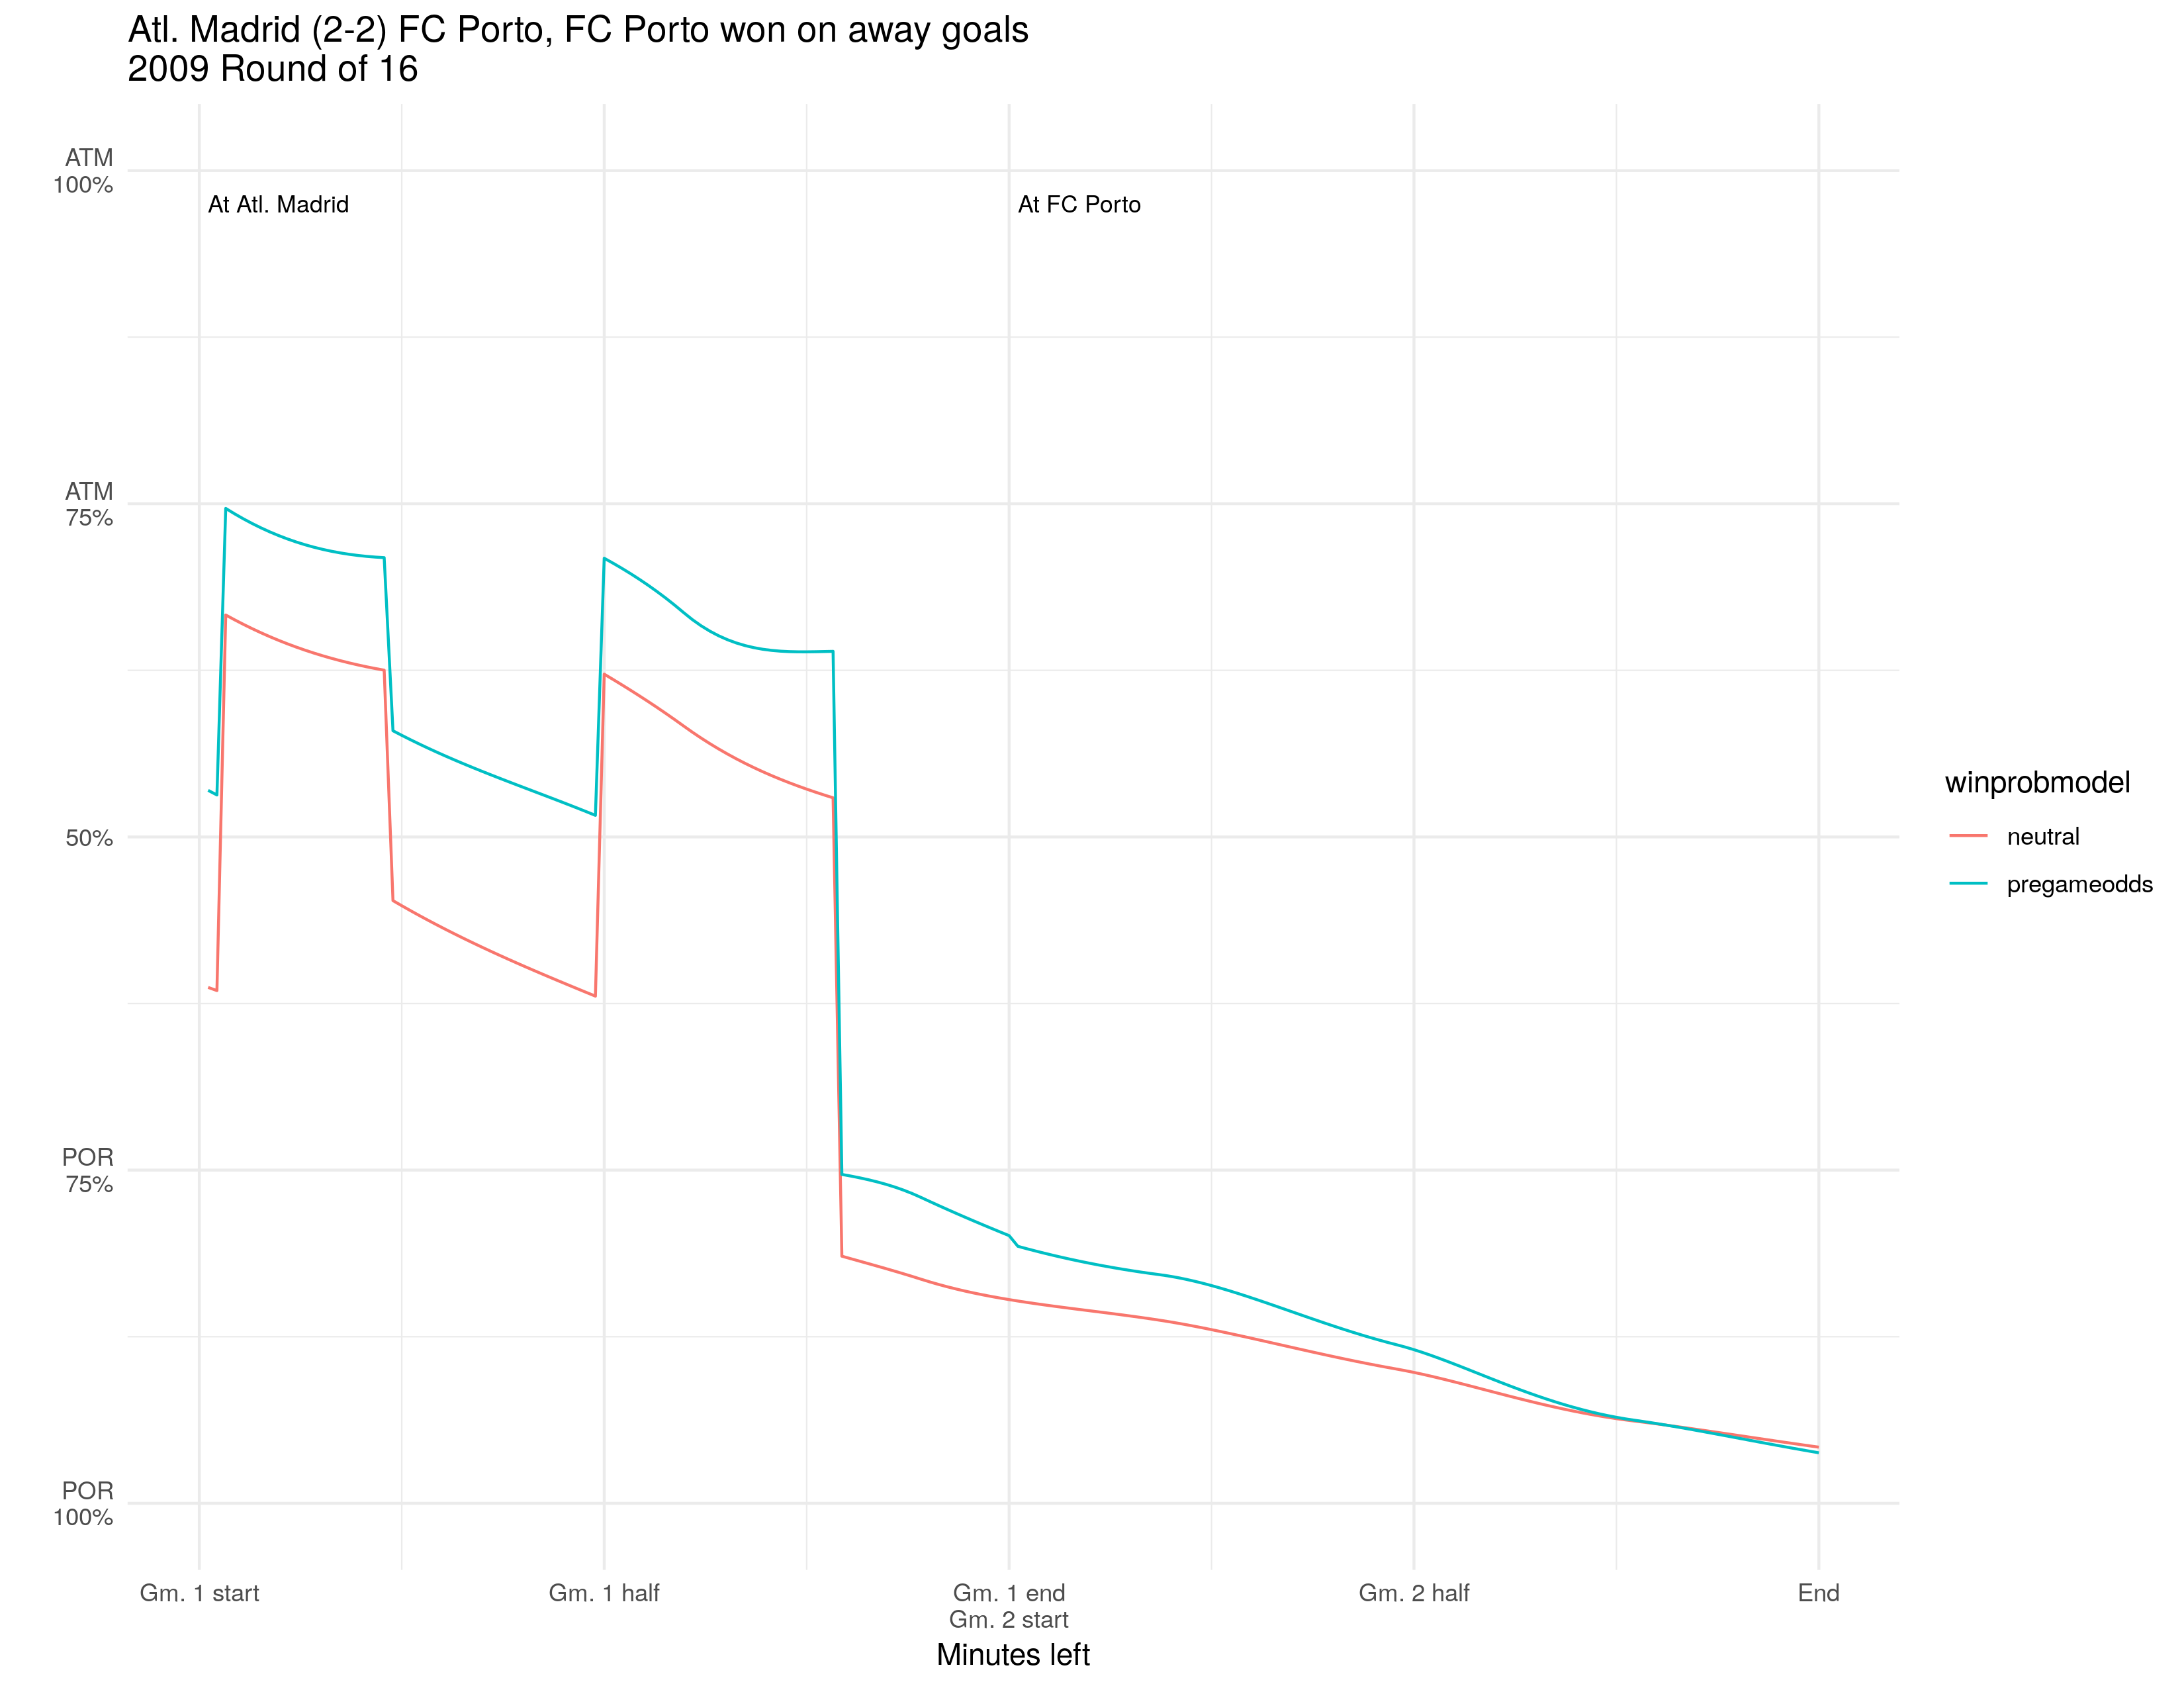 Atl. Madrid (2-2) FC Porto, FC Porto won on away goals
2009 Round of 16
ATM
100%
At Atl. Madrid
At FC Porto
ATM
75%
50%
POR
75%
POR
100%
winprobmodel
neutral
pregameodds
Gm. 1 start
Gm. 1 half
Gm. 1 end
Gm. 2 start
Gm. 2 half
End
Minutes left